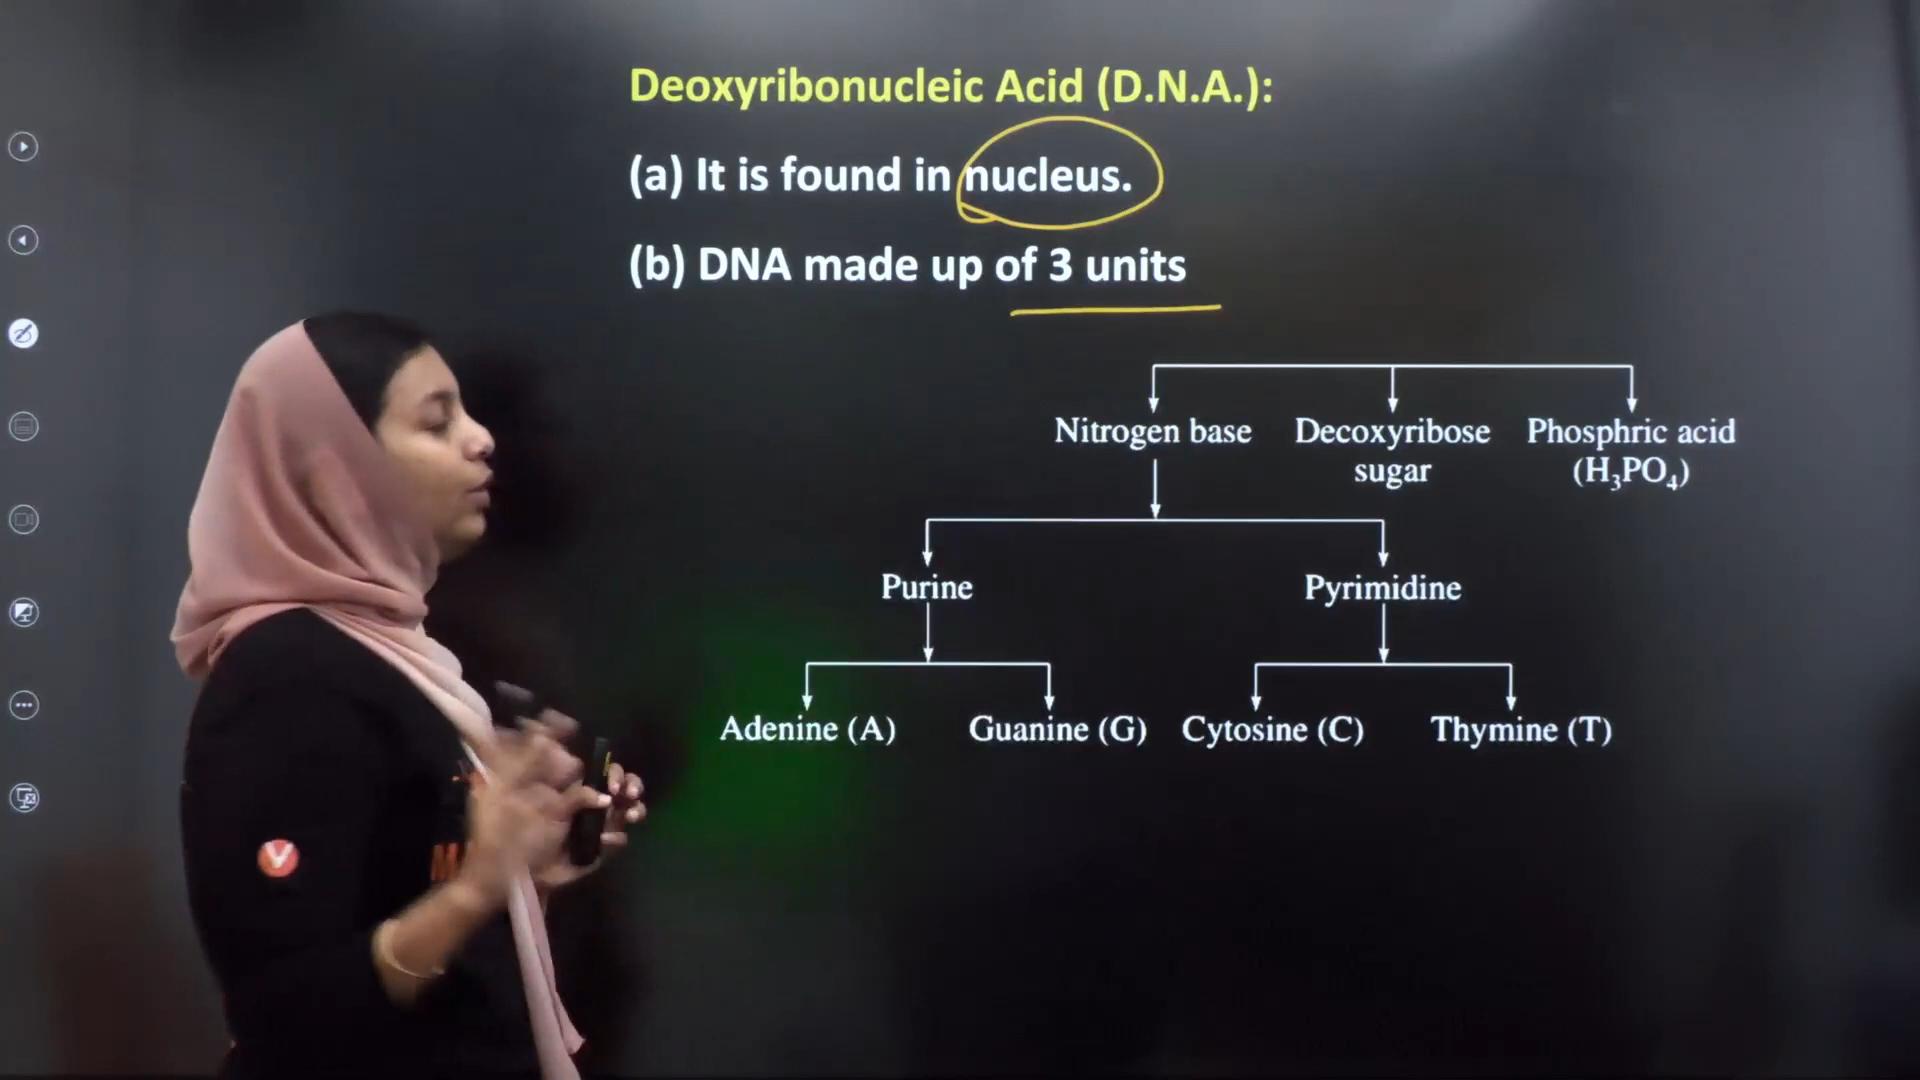 Deoxyribonucleic Acid (D.N.A.):
(a) It is found in nucleus.
(b) DNA made up of 3 units
Nitrogen base
Decoxyribose
sugar
Phosphric acid
(H₃PO₄)
Purine
Pyrimidine
Adenine (A)
Guanine (G)
Cytosine (C)
Thymine (T)
V